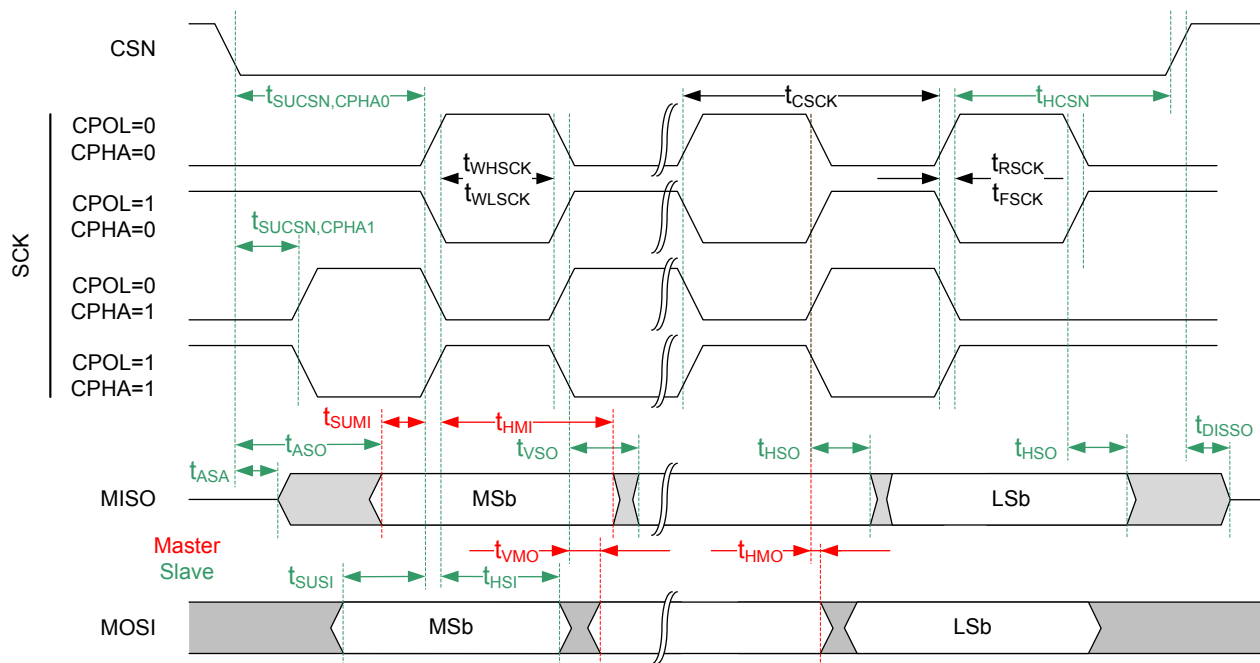 CSN
tSUCSN,CPHA0
tCSCK
tHCSN
SCK
CPOL=0
CPHA=0
tWHSCK
tWLSCK
tRSCK
tFSCK
CPOL=1
CPHA=0
tSUCSN,CPHA1
CPOL=0
CPHA=1
CPOL=1
CPHA=1
tSUMI
tHMI
tASO
tVSO
tHSO
tHSO
tDISSO
tASA
MISO
MSb
LSb
Master
Slave
tVMO
tHMO
tSUSI
tHSI
MOSI
MSb
LSb